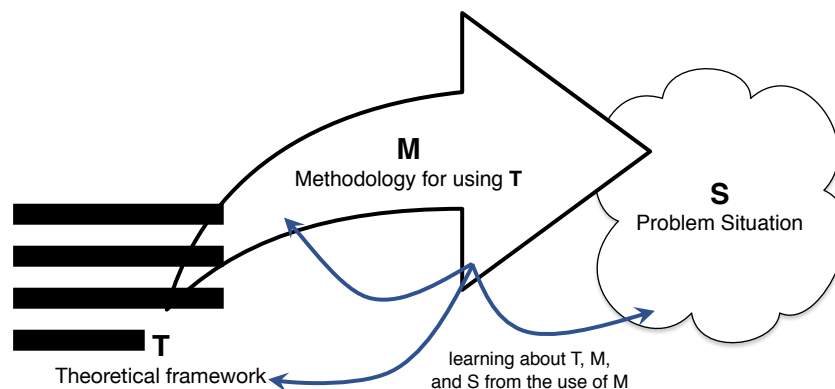 M
Methodology for using T
S
Problem Situation
T
Theoretical framework
learning about T, M,
and S from the use of M